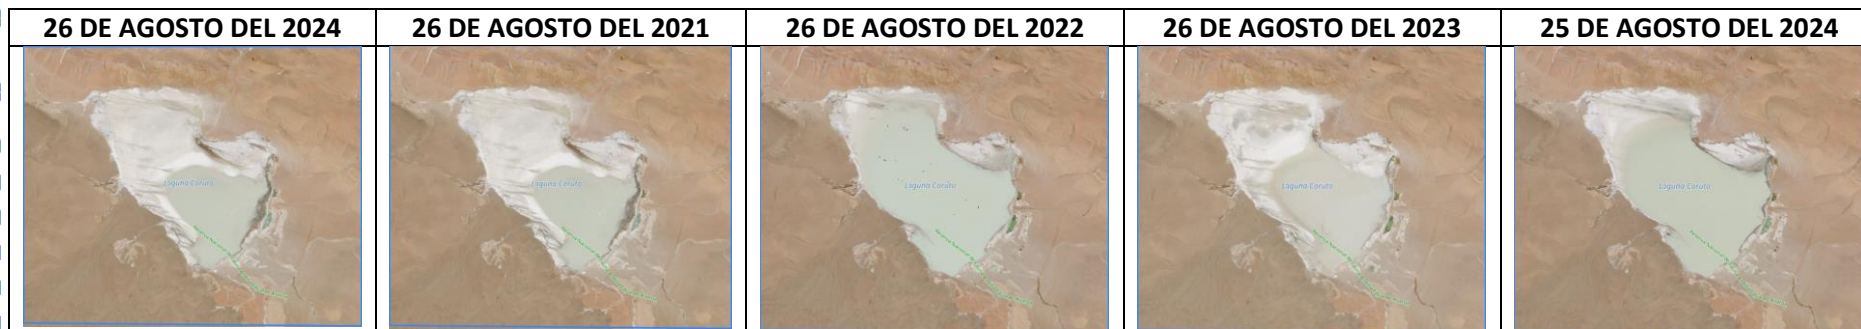 26 DE AGOSTO DEL 2024
26 DE AGOSTO DEL 2021
26 DE AGOSTO DEL 2022
26 DE AGOSTO DEL 2023
25 DE AGOSTO DEL 2024
Laguna Coruto
Laguna Coruto
Laguna Coruto
Laguna Coruto
Laguna Coruto